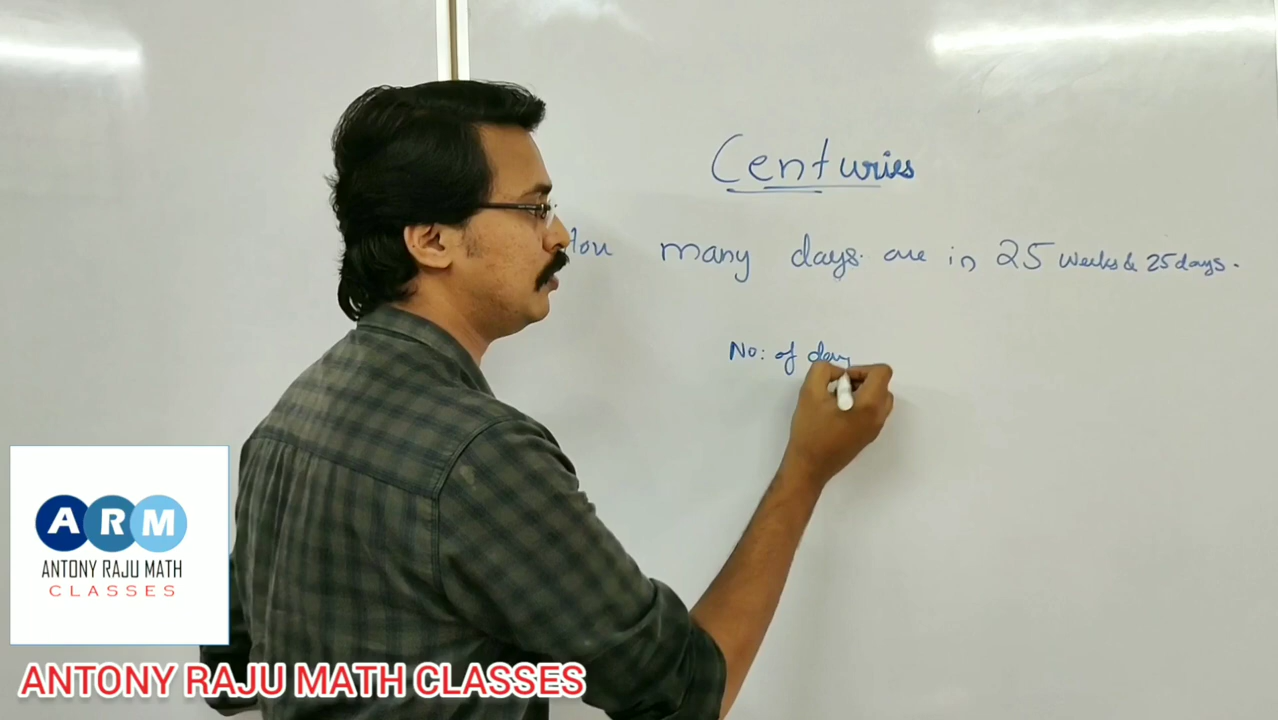 Centuries
How many days are in 25 weeks & 25 days.
No: of day
ARM
ANTONY RAJU MATH
CLASSES
ANTONY RAJU MATH CLASSES